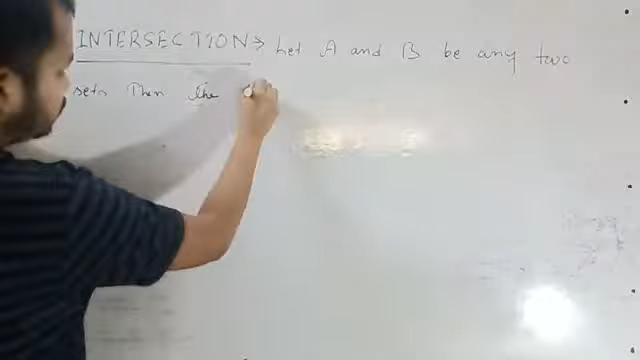 INTERSECTION → Let A and B be any two
sets Then the